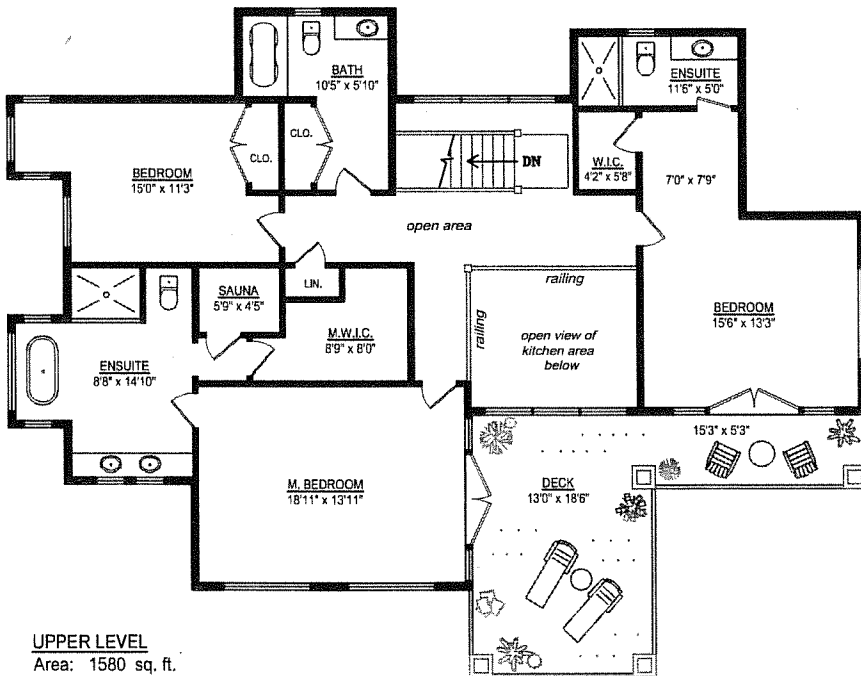 BATH
10'5" x 5'10"
ENSUITE
11'6" x 5'0"
CLO.
CLO.
BEDROOM
15'0" x 11'3"
DN
W.I.C.
4'2" x 5'8"
7'0" x 7'9"
open area
LIN.
SAUNA
5'9" x 4'5"
M.W.I.C.
8'9" x 8'0"
railing
railing
open view of
kitchen area
below
BEDROOM
15'6" x 13'3"
ENSUITE
8'8" x 14'10"
15'3" x 5'3"
M. BEDROOM
18'11" x 13'11"
DECK
13'0" x 18'6"
UPPER LEVEL
Area: 1580 sq. ft.